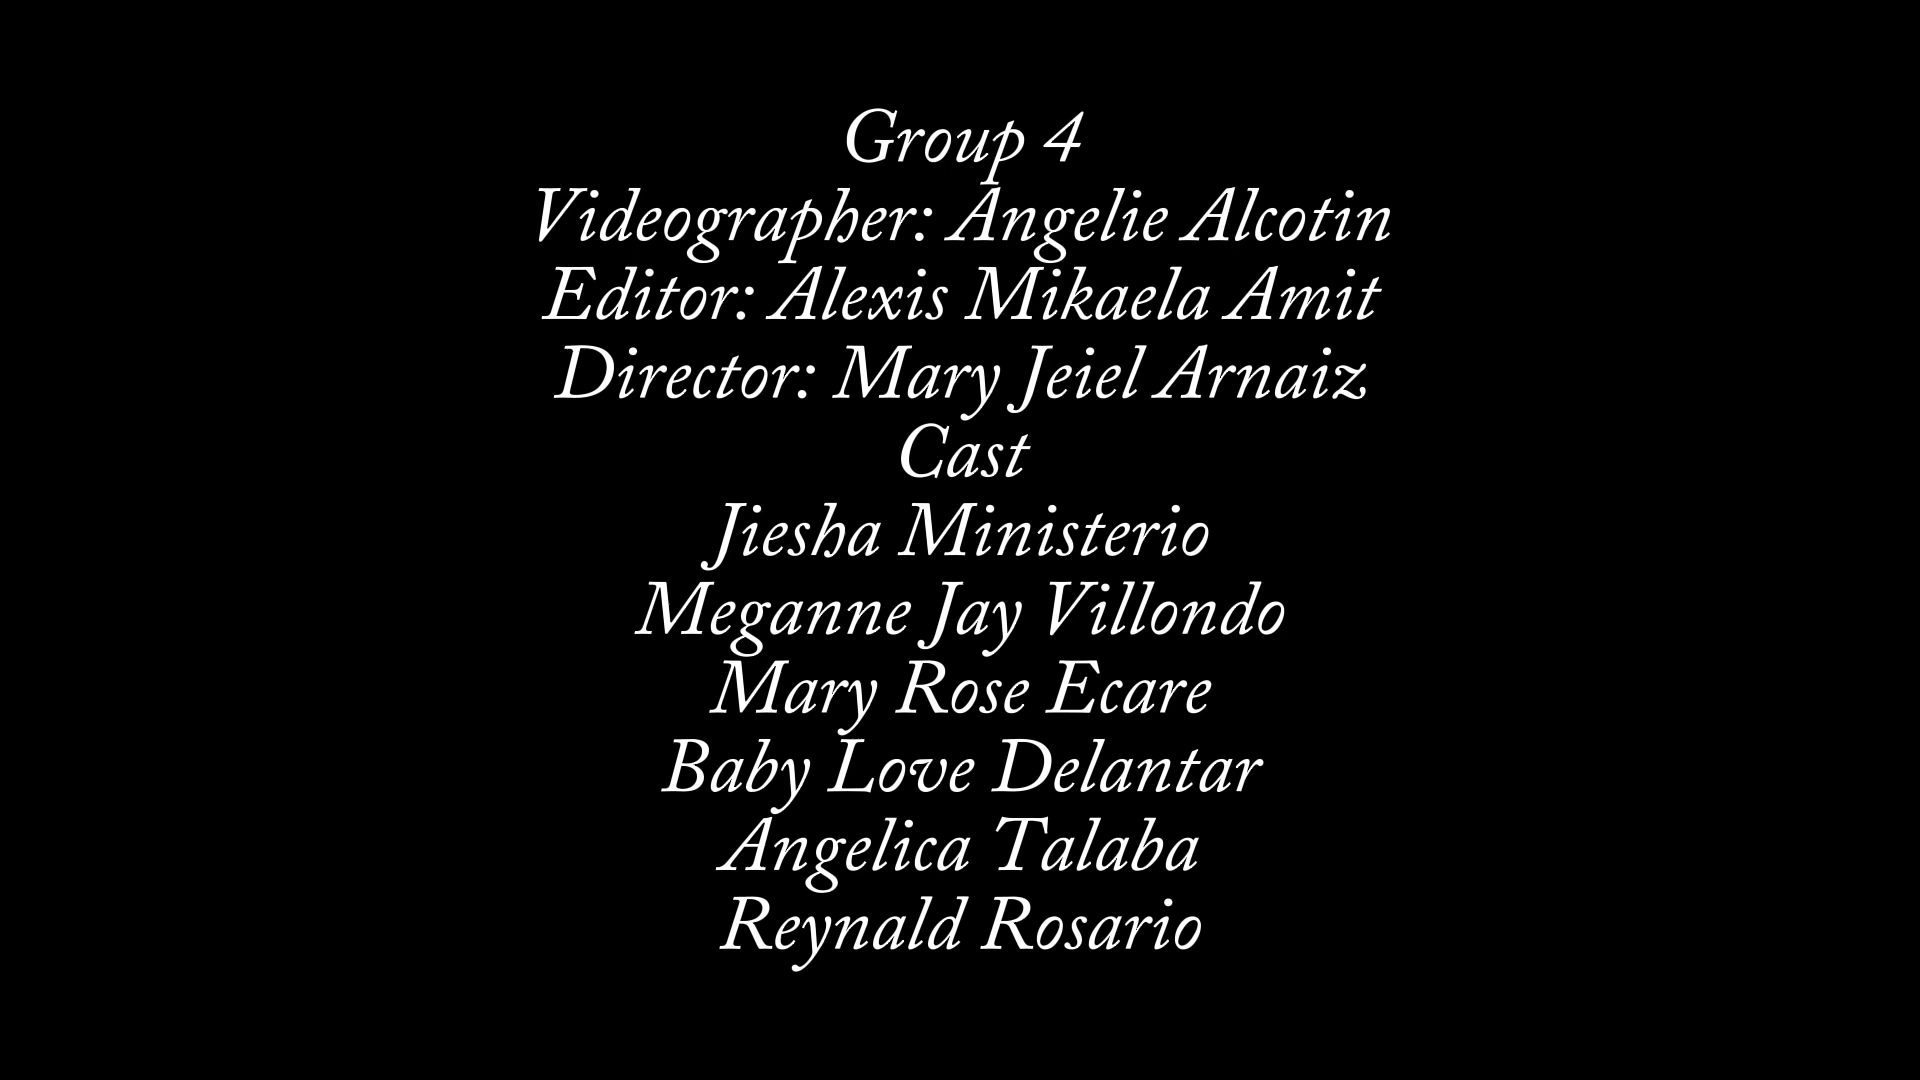 Group 4
Videographer: Angelie Alcotin
Editor: Alexis Mikaela Amit
Director: Mary Jeiel Arnaiz
Cast
Jiesha Ministerio
Meganne Jay Villondo
Mary Rose Ecare
Baby Love Delantar
Angelica Talaba
Reynald Rosario